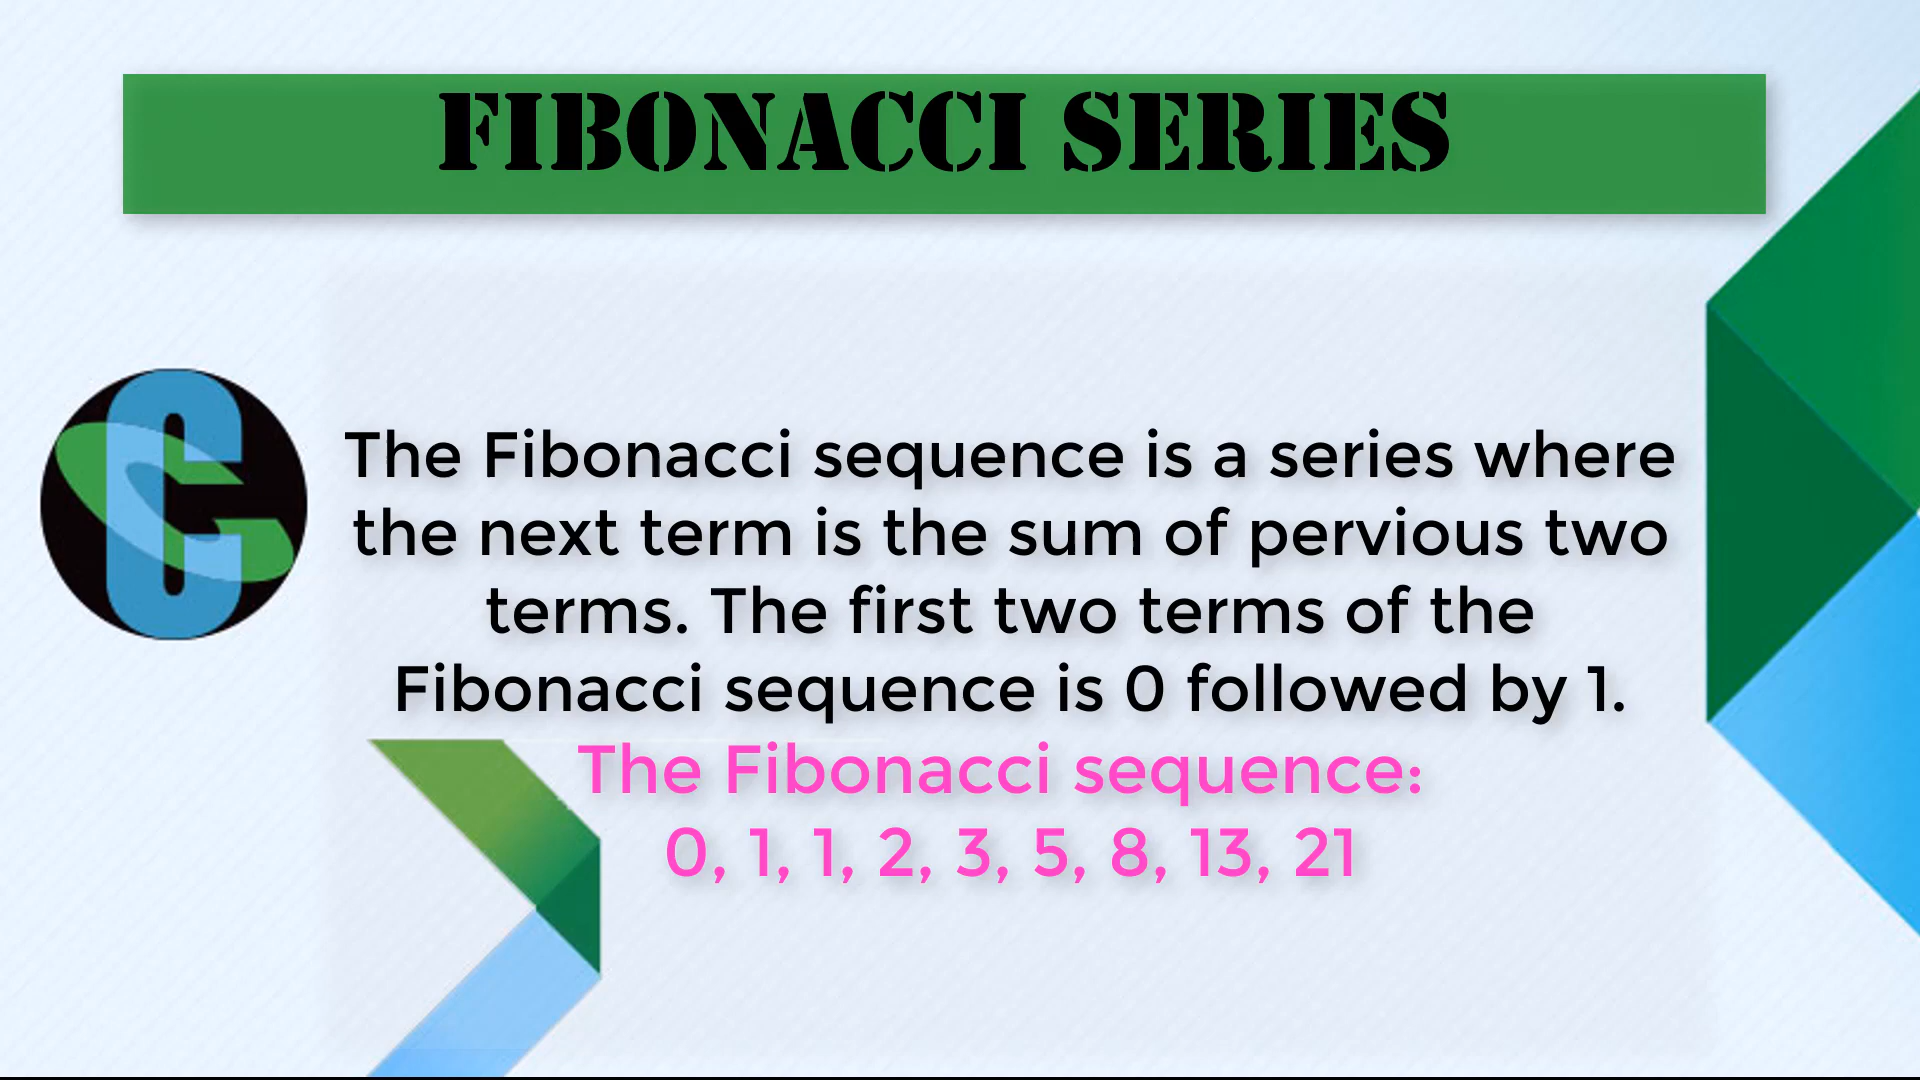 FIBONACCI SERIES
The Fibonacci sequence is a series where
the next term is the sum of pervious two
terms. The first two terms of the
Fibonacci sequence is 0 followed by 1.
The Fibonacci sequence:
0, 1, 1, 2, 3, 5, 8, 13, 21